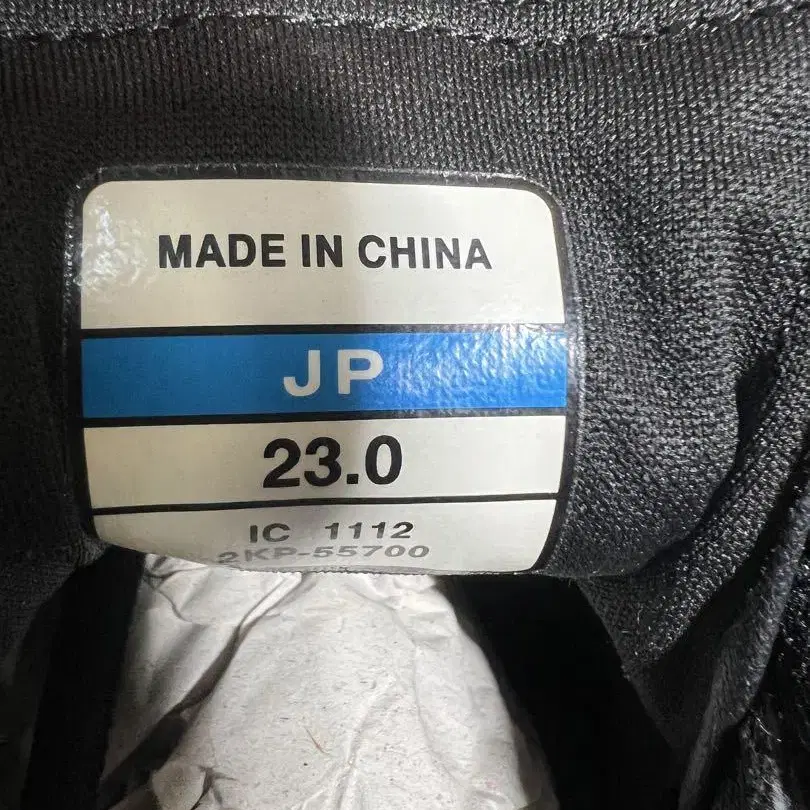 MADE IN CHINA
JP
23.0
IC 1112
2KP-55700